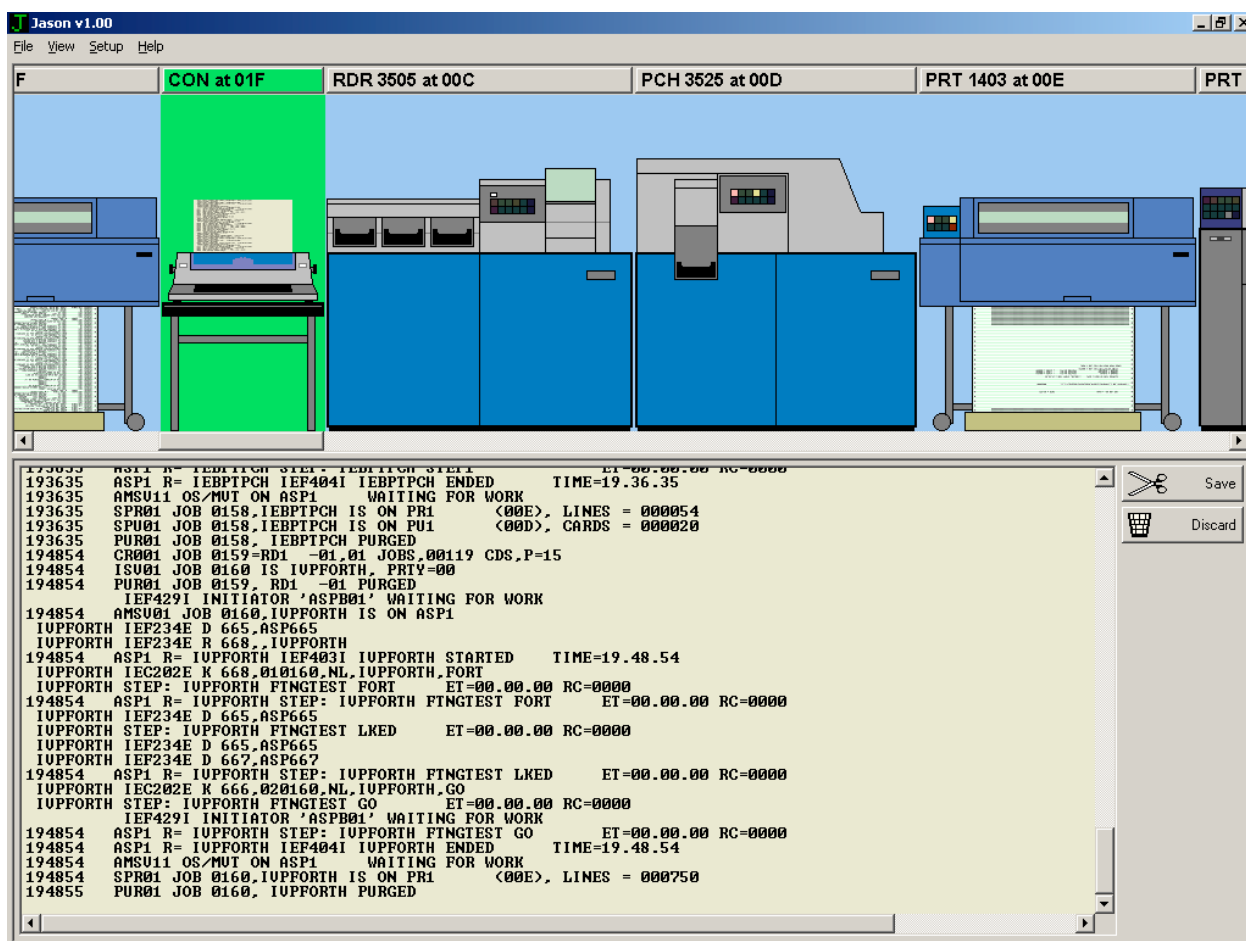 Jason v1.00
File View Setup Help
F
CON at 01F
RDR 3505 at 00C
PCH 3525 at 00D
PRT 1403 at 00E
PRT
193635 ASP1 R= IEBPTPCH STEP: IEBPTPCH STEP1 ET=00.00.00 RC=0000
193635 ASP1 R= IEBPTPCH IEF404I IEBPTPCH ENDED TIME=19.36.35
193635 AMSV11 OS/MVT ON ASP1 WAITING FOR WORK
193635 SPR01 JOB 0158,IEBPTPCH IS ON PR1 (00E), LINES = 000054
193635 SPU01 JOB 0158,IEBPTPCH IS ON PU1 (00D), CARDS = 000020
193635 PUR01 JOB 0158, IEBPTPCH PURGED
194854 CR001 JOB 0159=RD1 -01,01 JOBS,00119 CDS,P=15
194854 ISV01 JOB 0160 IS IVPFORTH, PRTY=00
194854 PUR01 JOB 0159, RD1 -01 PURGED
IEF429I INITIATOR 'ASPB01' WAITING FOR WORK
194854 AMSV01 JOB 0160,IVPFORTH IS ON ASP1
IVPFORTH IEF234E D 665,ASP665
IVPFORTH IEF234E R 668,,IVPFORTH
194854 ASP1 R= IVPFORTH IEF403I IVPFORTH STARTED TIME=19.48.54
IVPFORTH IEC202E K 668,010160,NL,IVPFORTH,FORT
IVPFORTH STEP: IVPFORTH FTNGTEST FORT ET=00.00.00 RC=0000
194854 ASP1 R= IVPFORTH STEP: IVPFORTH FTNGTEST FORT ET=00.00.00 RC=0000
IVPFORTH IEF234E D 665,ASP665
IVPFORTH STEP: IVPFORTH FTNGTEST LKED ET=00.00.00 RC=0000
IVPFORTH IEF234E D 665,ASP665
IVPFORTH IEF234E D 667,ASP667
194854 ASP1 R= IVPFORTH STEP: IVPFORTH FTNGTEST LKED ET=00.00.00 RC=0000
IVPFORTH IEC202E K 666,020160,NL,IVPFORTH,GO
IVPFORTH STEP: IVPFORTH FTNGTEST GO ET=00.00.00 RC=0000
IEF429I INITIATOR 'ASPB01' WAITING FOR WORK
194854 ASP1 R= IVPFORTH STEP: IVPFORTH FTNGTEST GO ET=00.00.00 RC=0000
194854 ASP1 R= IVPFORTH IEF404I IVPFORTH ENDED TIME=19.48.54
194854 AMSV11 OS/MVT ON ASP1 WAITING FOR WORK
194854 SPR01 JOB 0160,IVPFORTH IS ON PR1 (00E), LINES = 000750
194855 PUR01 JOB 0160, IVPFORTH PURGED
Save
Discard